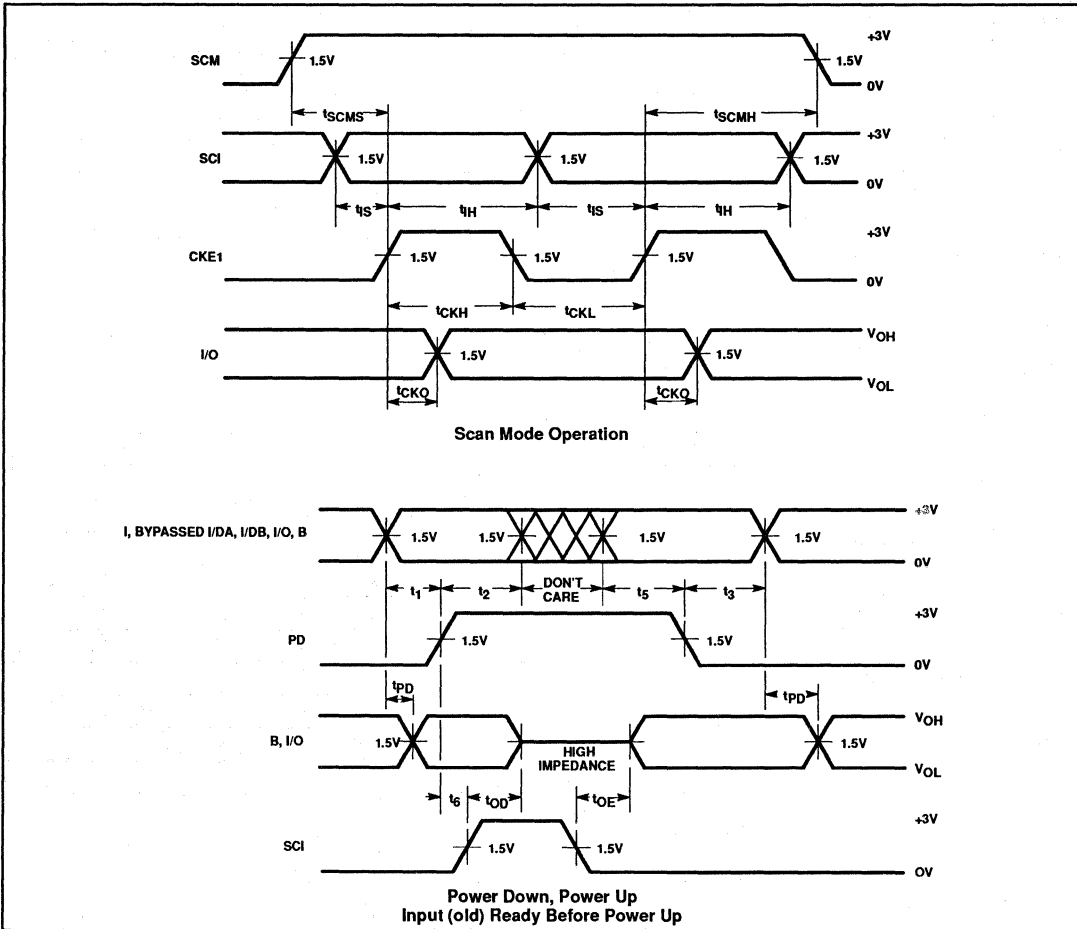 SCM 1.5V 1.5V +3V 0V
tSCMS tSCMH
SCI 1.5V 1.5V 1.5V +3V 0V
tIS tIH tIS tIH
CKE1 1.5V 1.5V 1.5V +3V 0V
tCKH tCKL
I/O 1.5V 1.5V VOH VOL
tCKO tCKO
Scan Mode Operation
I, BYPASSED I/DA, I/DB, I/O, B 1.5V 1.5V 1.5V 1.5V +3V 0V
t1 t2 DON'T CARE t5 t3
PD 1.5V 1.5V +3V 0V
tPD tPD
B, I/O 1.5V HIGH IMPEDANCE 1.5V VOH VOL
t6 tOD tOE
SCI 1.5V 1.5V +3V OV
Power Down, Power Up
Input (old) Ready Before Power Up